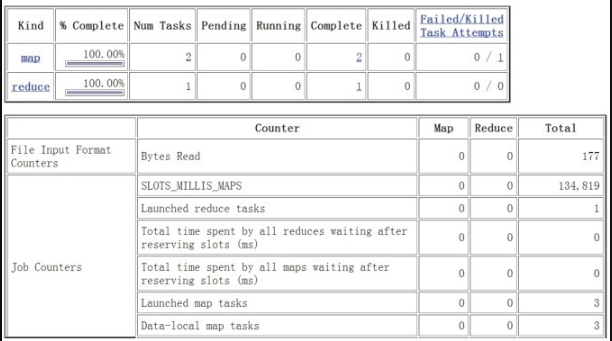 Kind % Complete Num Tasks Pending Running Complete Killed Failed/Killed
Task Attempts
map 100.00% 2 0 0 2 0 0 / 1
reduce 100.00% 1 0 0 1 0 0 / 0
Counter Map Reduce Total
File Input Format
Counters
Bytes Read 0 0 177
Job Counters
SLOTS_MILLIS_MAPS 0 0 134,819
Launched reduce tasks 0 0 1
Total time spent by all reduces waiting after
reserving slots (ms) 0 0 0
Total time spent by all maps waiting after
reserving slots (ms) 0 0 0
Launched map tasks 0 0 3
Data-local map tasks 0 0 3